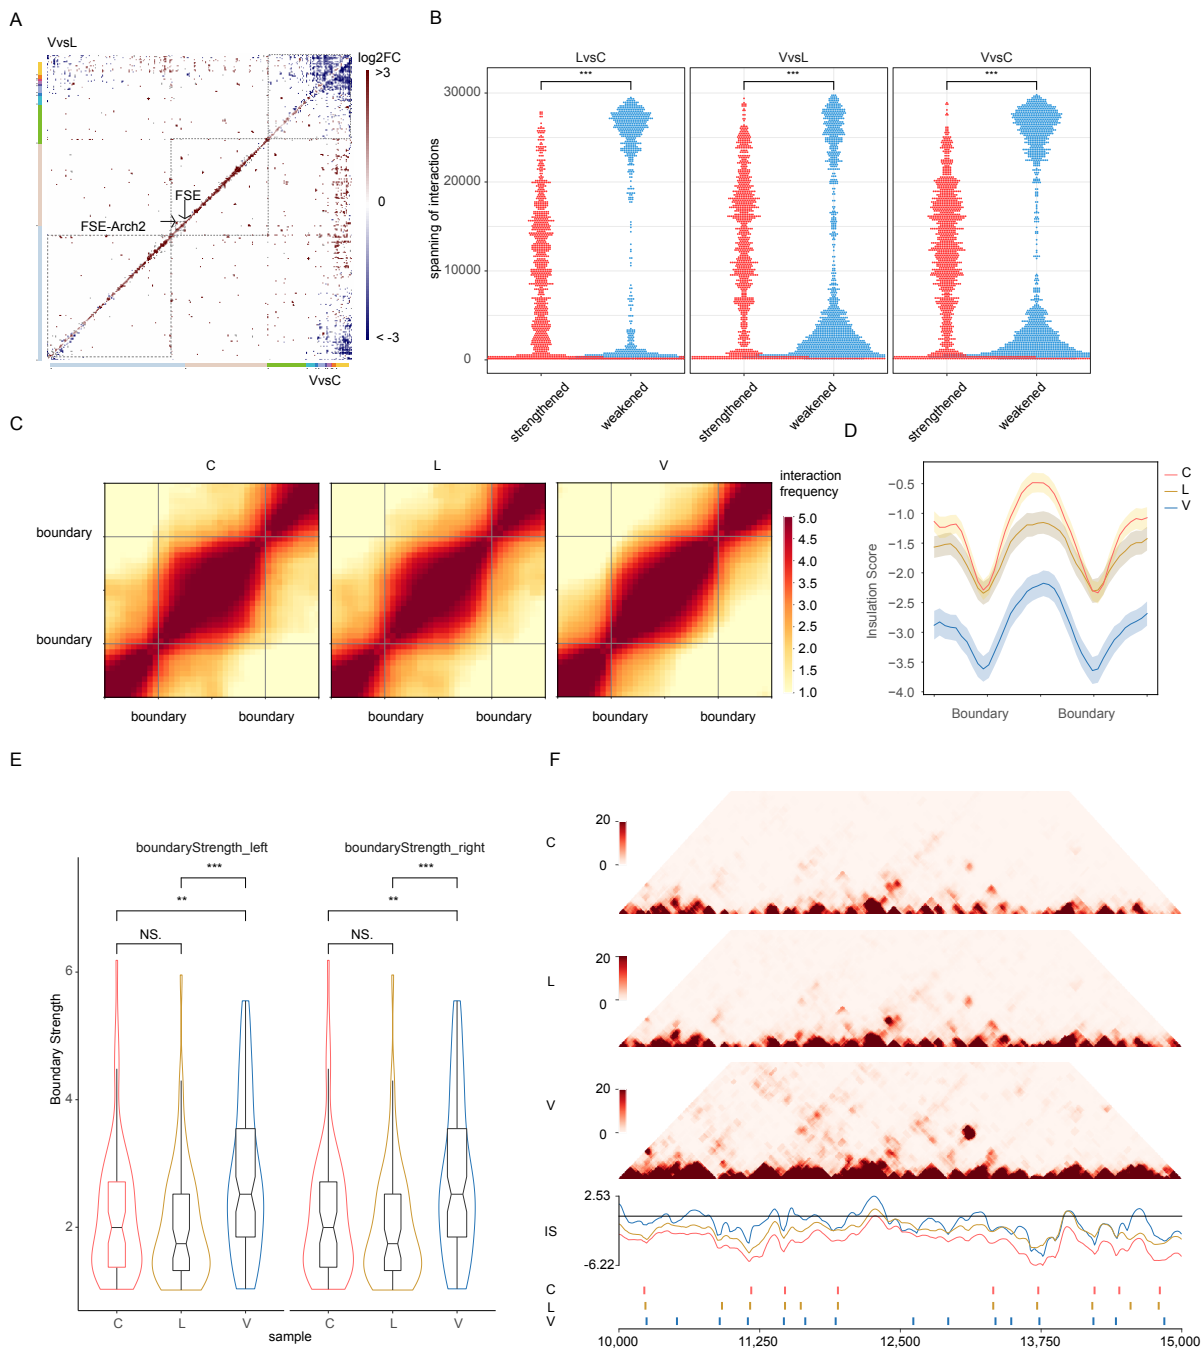 A
VvsL
log2FC
>3
0
< -3
FSE
FSE-Arch2
VvsC
B
LvsC
VvsL
VvsC
***
***
***
spanning of interactions
30000
20000
10000
0
strengthened
weakened
strengthened
weakened
strengthened
weakened
C
C
L
V
interaction
frequency
5.0
4.5
4.0
3.5
3.0
2.5
2.0
1.5
1.0
boundary
boundary
boundary
boundary
boundary
boundary
boundary
boundary
D
C
L
V
Insulation Score
−0.5
−1.0
−1.5
−2.0
−2.5
−3.0
−3.5
−4.0
Boundary
Boundary
E
boundaryStrength_left
boundaryStrength_right
***
***
**
**
NS.
NS.
Boundary Strength
6
4
2
C
L
V
C
L
V
sample
F
C
20
0
L
20
0
V
20
0
IS
2.53
-6.22
C
L
V
10,000
11,250
12,500
13,750
15,000